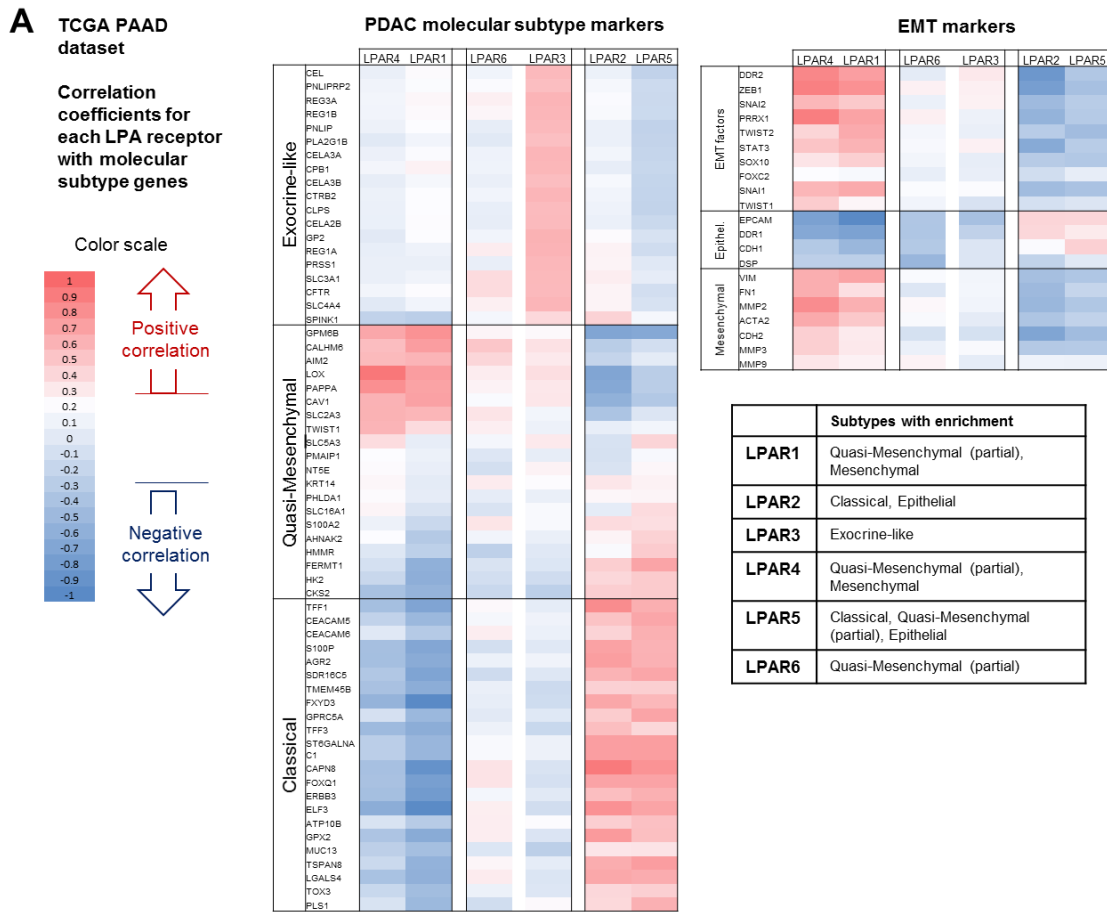 A
TCGA PAAD
dataset
Correlation
coefficients for
each LPA receptor
with molecular
subtype genes
Color scale
1
0.9
0.8
0.7
0.6
0.5
0.4
0.3
0.2
0.1
0
-0.1
-0.2
-0.3
-0.4
-0.5
-0.6
-0.7
-0.8
-0.9
-1
Positive
correlation
Negative
correlation
PDAC molecular subtype markers
LPAR4 LPAR1 LPAR6 LPAR3 LPAR2 LPAR5
Exocrine-like
CEL
PNLIPRP2
REG3A
REG1B
PNLIP
PLA2G1B
CELA3A
CPB1
CELA3B
CTRB2
CLPS
CELA2B
GP2
REG1A
PRSS1
SLC3A1
CFTR
SLC4A4
SPINK1
Quasi-Mesenchymal
GPM6B
CALHM6
AIM2
LOX
PAPPA
CAV1
SLC2A3
TWIST1
SLC5A3
PMAIP1
NT5E
KRT14
PHLDA1
SLC16A1
S100A2
AHNAK2
HMMR
FERMT1
HK2
CKS2
Classical
TFF1
CEACAM5
CEACAM6
S100P
AGR2
SDR16C5
TMEM45B
FXYD3
GPRC5A
TFF3
ST6GALNA
C1
CAPN8
FOXQ1
ERBB3
ELF3
ATP10B
GPX2
MUC13
TSPAN8
LGALS4
TOX3
PLS1
EMT markers
LPAR4 LPAR1 LPAR6 LPAR3 LPAR2 LPAR5
EMT factors
DDR2
ZEB1
SNAI2
PRRX1
TWIST2
STAT3
SOX10
FOXC2
SNAI1
TWIST1
Epithel.
EPCAM
DDR1
CDH1
DSP
Mesenchymal
VIM
FN1
MMP2
ACTA2
CDH2
MMP3
MMP9
Subtypes with enrichment
LPAR1 Quasi-Mesenchymal (partial),
Mesenchymal
LPAR2 Classical, Epithelial
LPAR3 Exocrine-like
LPAR4 Quasi-Mesenchymal (partial),
Mesenchymal
LPAR5 Classical, Quasi-Mesenchymal
(partial), Epithelial
LPAR6 Quasi-Mesenchymal (partial)